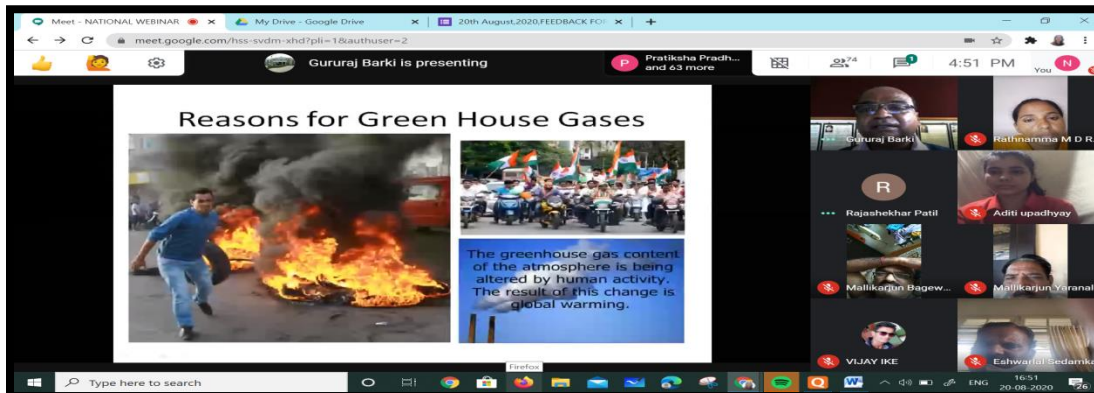 Meet - NATIONAL WEBINAR
My Drive - Google Drive
20th August,2020,FEEDBACK FO
meet.google.com/hss-svdm-xhd?pli=1&authuser=2
Gururaj Barki is presenting
P
Pratiksha Pradh...
and 63 more
74
1
4:51 PM
You
N
Reasons for Green House Gases
The greenhouse gas content
of the atmosphere is being
altered by human activity.
The result of this change is
global warming.
Gururaj Barki
Rathnamma M D R
R
Rajashekhar Patil
Aditi upadhyay
Mallikarjun Bagew...
Mallikarjun Yaranal
VIJAY IKE
Eshwarlal Sedamka
Firefox
Type here to search
ENG
16:51
20-08-2020
26